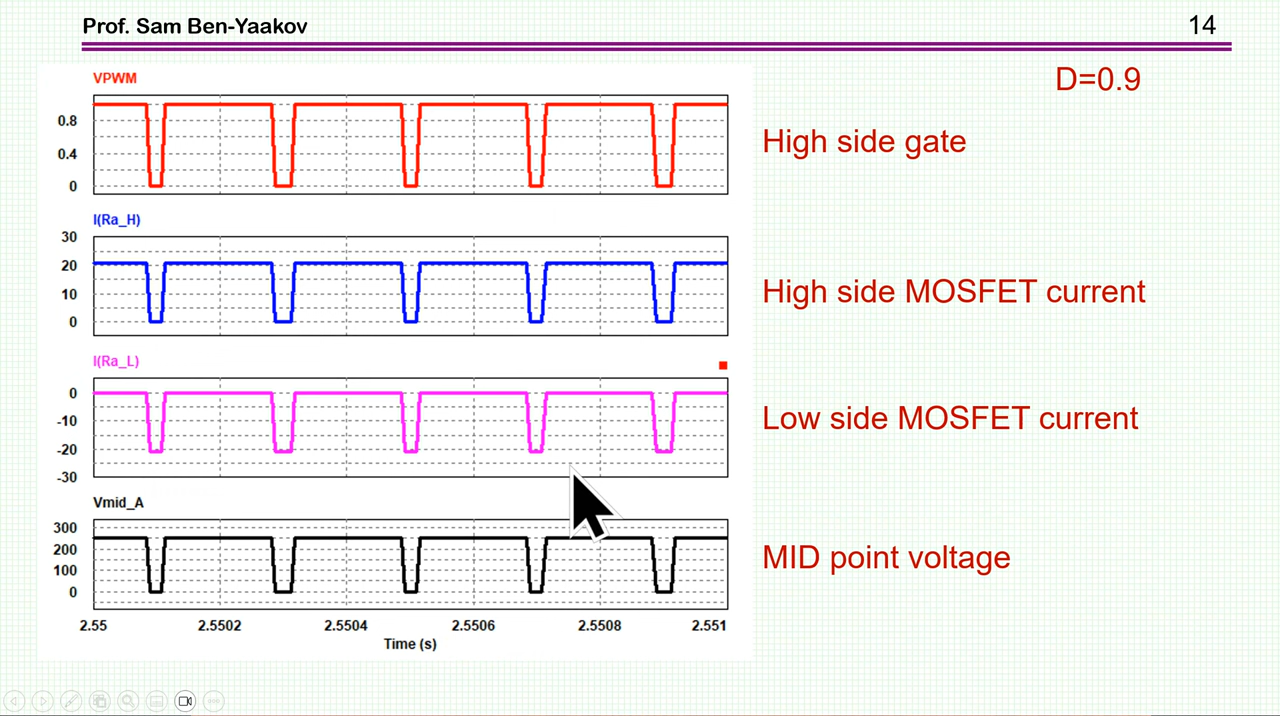 Prof. Sam Ben-Yaakov
14
D=0.9
VPWM
0.8
0.4
0
High side gate
I(Ra_H)
30
20
10
0
High side MOSFET current
I(Ra_L)
0
-10
-20
-30
Low side MOSFET current
Vmid_A
300
200
100
0
MID point voltage
2.55 2.5502 2.5504 2.5506 2.5508 2.551
Time (s)